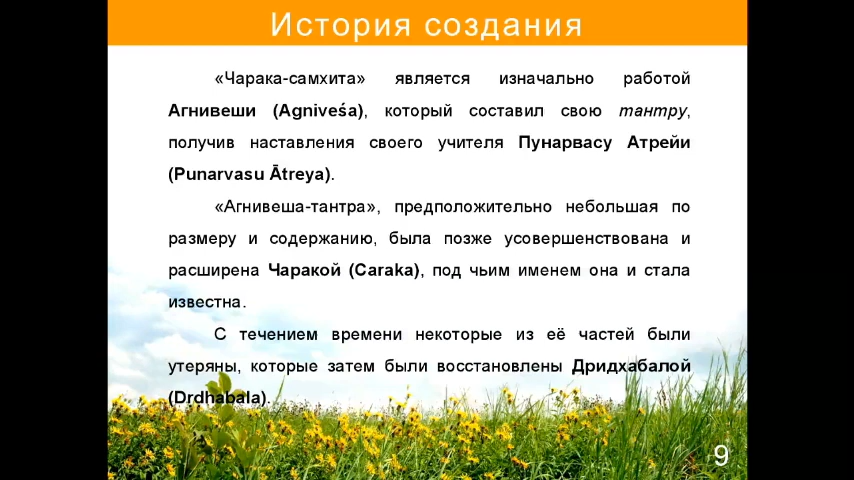 История создания
«Чарака-самхита» является изначально работой
Агнивеши (Agniveśa), который составил свою тантру,
получив наставления своего учителя Пунарвасу Атрейи
(Punarvasu Ātreya).
«Агнивеша-тантра», предположительно небольшая по
размеру и содержанию, была позже усовершенствована и
расширена Чаракой (Caraka), под чьим именем она и стала
известна.
С течением времени некоторые из её частей были
утеряны, которые затем были восстановлены Дридхабалой
(Drdhabala).
9